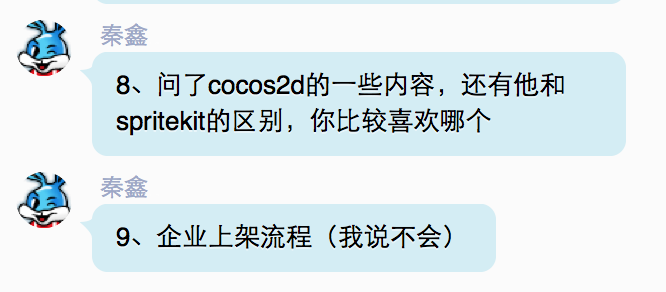 秦鑫
8、问了cocos2d的一些内容，还有他和
spritekit的区别，你比较喜欢哪个
秦鑫
9、企业上架流程（我说不会）